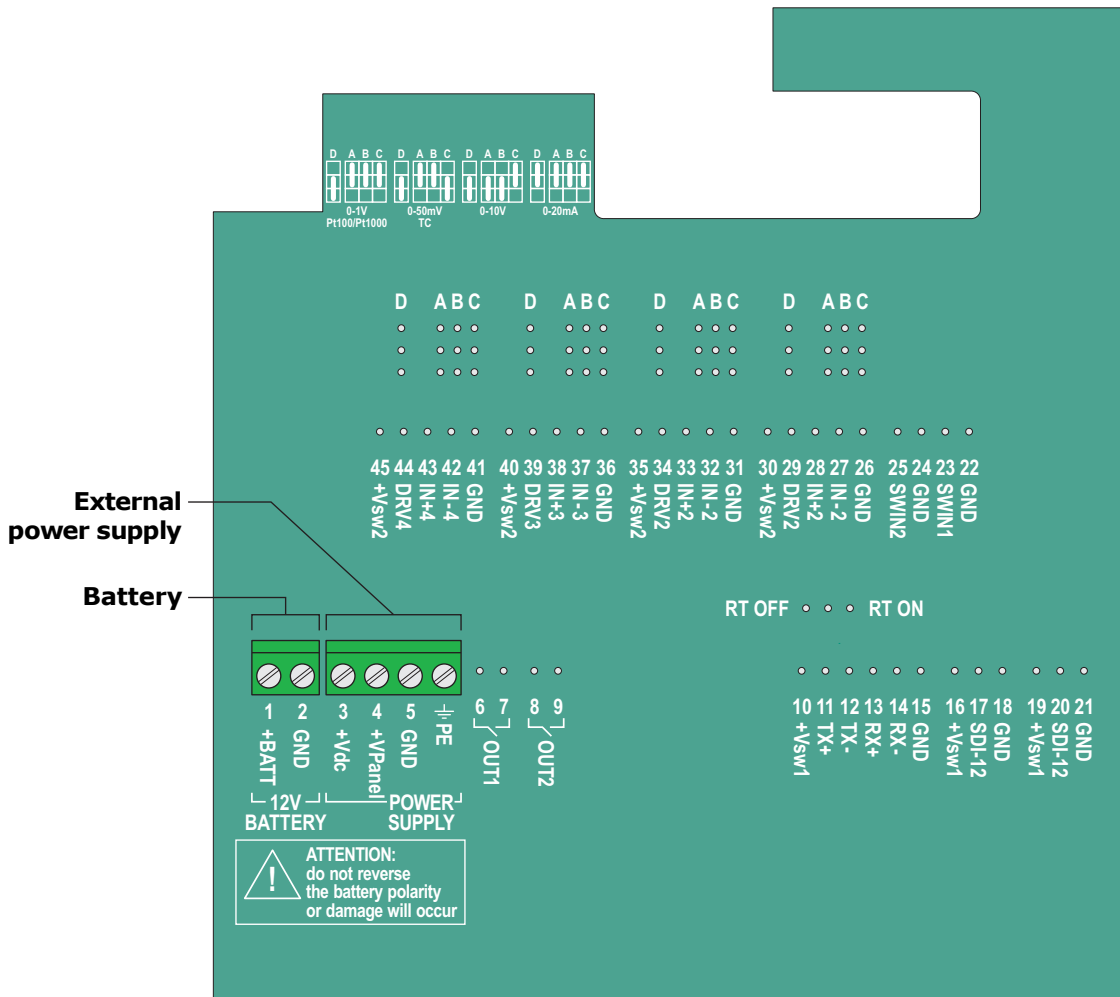 D A B C D A B C D A B C D A B C
0-1V 0-50mV 0-10V 0-20mA
Pt100/Pt1000 TC
D A B C D A B C D A B C D A B C
45 44 43 42 41 40 39 38 37 36 35 34 33 32 31 30 29 28 27 26 25 24 23 22
+Vsw2 DRV4 IN+4 IN-4 GND +Vsw2 DRV3 IN+3 IN-3 GND +Vsw2 DRV2 IN+2 IN-2 GND +Vsw2 DRV2 IN+2 IN-2 GND SWIN2 GND SWIN1 GND
External
power supply
Battery
RT OFF RT ON
1 2 3 4 5 6 7 8 9 10 11 12 13 14 15 16 17 18 19 20 21
+BATT GND +Vdc +VPanel GND PE OUT1 OUT2 +Vsw1 TX+ TX- RX+ RX- GND +Vsw1 SDI-12 GND +Vsw1 SDI-12 GND
12V POWER
BATTERY SUPPLY
!
ATTENTION:
do not reverse
the battery polarity
or damage will occur